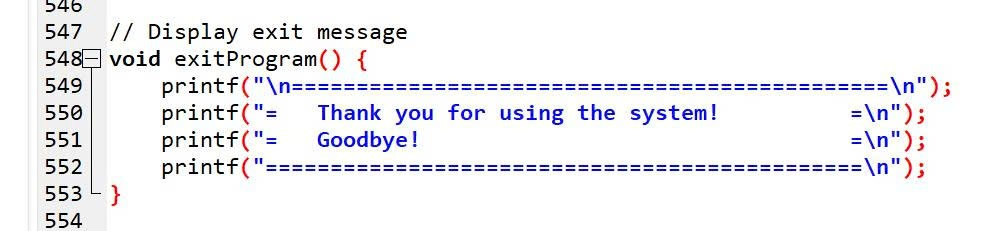 546
547 // Display exit message
548 void exitProgram() {
549     printf("\n==============================================\n");
550     printf("=   Thank you for using the system!          =\n");
551     printf("=   Goodbye!                                 =\n");
552     printf("==============================================\n");
553 }
554